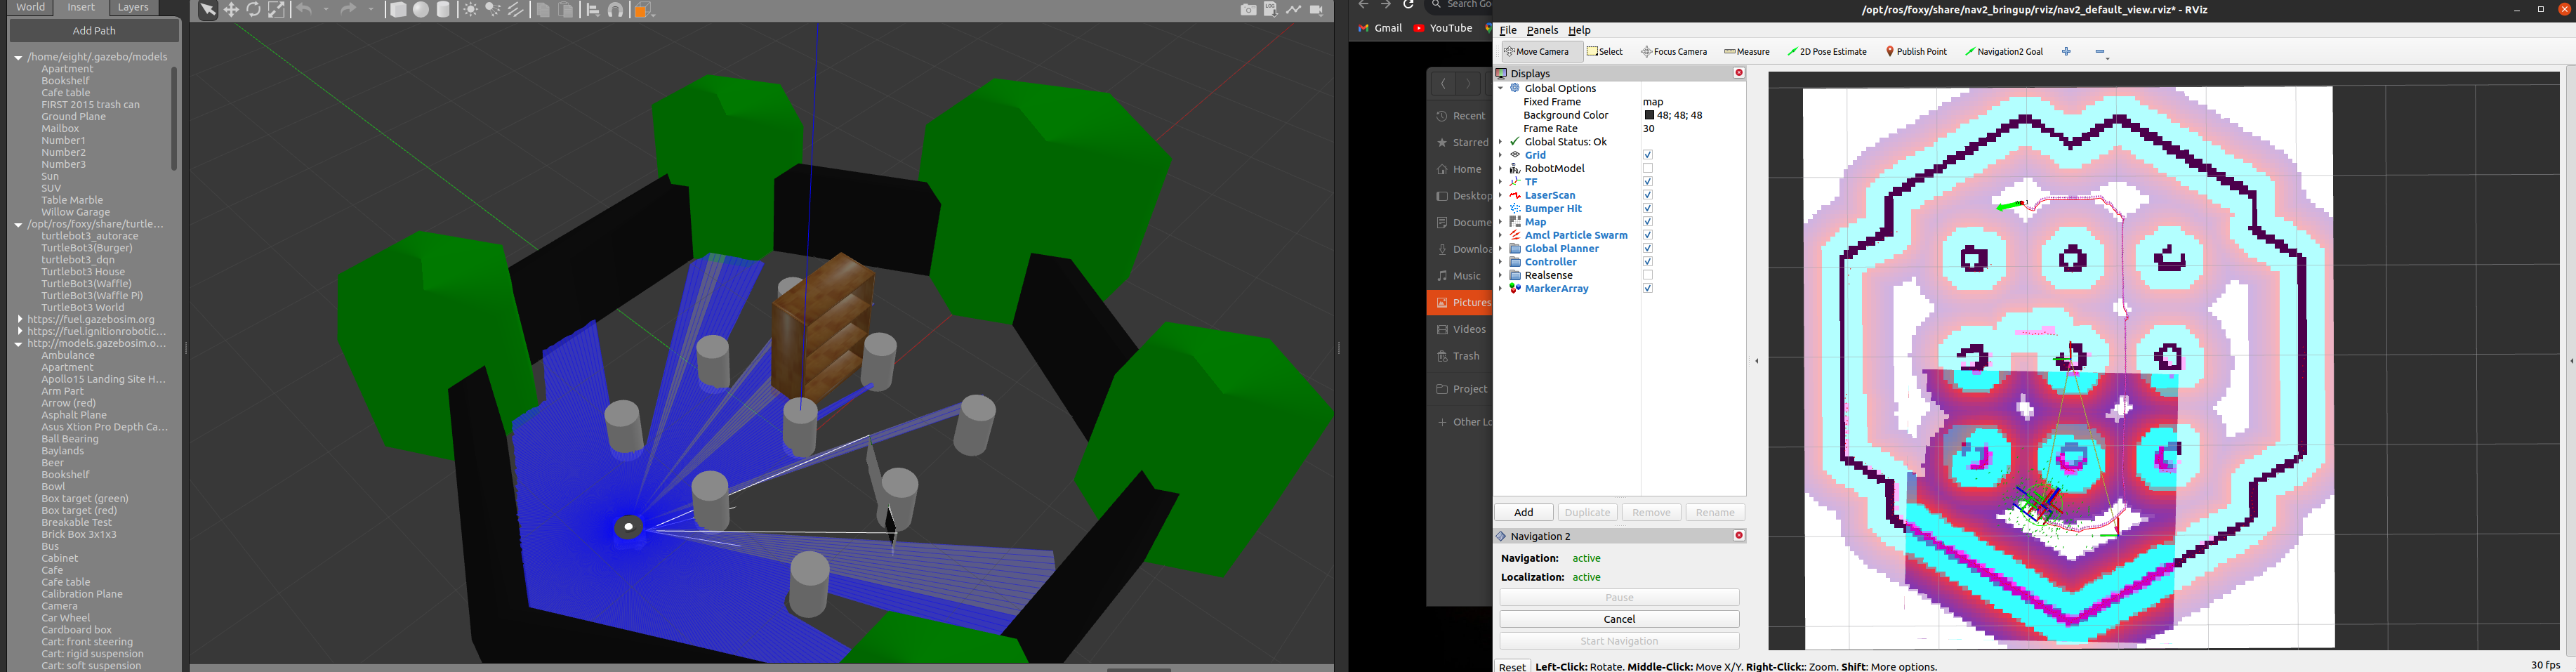 World Insert Layers
Add Path
/home/eight/.gazebo/models
Apartment
Bookshelf
Cafe table
FIRST 2015 trash can
Ground Plane
Mailbox
Number1
Number2
Number3
Sun
SUV
Table Marble
Willow Garage
/opt/ros/foxy/share/turtle...
turtlebot3_autorace
TurtleBot3(Burger)
turtlebot3_dqn
Turtlebot3 House
TurtleBot3(Waffle)
TurtleBot3(Waffle Pi)
TurtleBot3 World
https://fuel.gazebosim.org
https://fuel.ignitionrobotic...
http://models.gazebosim.o...
Ambulance
Apartment
Apollo15 Landing Site H...
Arm Part
Arrow (red)
Asphalt Plane
Asus Xtion Pro Depth Ca...
Ball Bearing
Baylands
Beer
Bookshelf
Bowl
Box target (green)
Box target (red)
Breakable Test
Brick Box 3x1x3
Bus
Cabinet
Cafe
Cafe table
Calibration Plane
Camera
Car Wheel
Cardboard box
Cart: front steering
Cart: rigid suspension
Cart: soft suspension
LOG
Search Go
Gmail YouTube
Recent
Starred
Home
Desktop
Docume
Downloa
Music
Pictures
Videos
Trash
Project
+ Other Lo
/opt/ros/foxy/share/nav2_bringup/rviz/nav2_default_view.rviz* - RViz
File Panels Help
Move Camera Select Focus Camera Measure 2D Pose Estimate Publish Point Navigation2 Goal
Displays
Global Options
Fixed Frame map
Background Color 48; 48; 48
Frame Rate 30
Global Status: Ok
Grid
RobotModel
TF
LaserScan
Bumper Hit
Map
Amcl Particle Swarm
Global Planner
Controller
Realsense
MarkerArray
Add Duplicate Remove Rename
Navigation 2
Navigation: active
Localization: active
Pause
Cancel
Start Navigation
Reset Left-Click: Rotate. Middle-Click: Move X/Y. Right-Click:: Zoom. Shift: More options. 30 fps